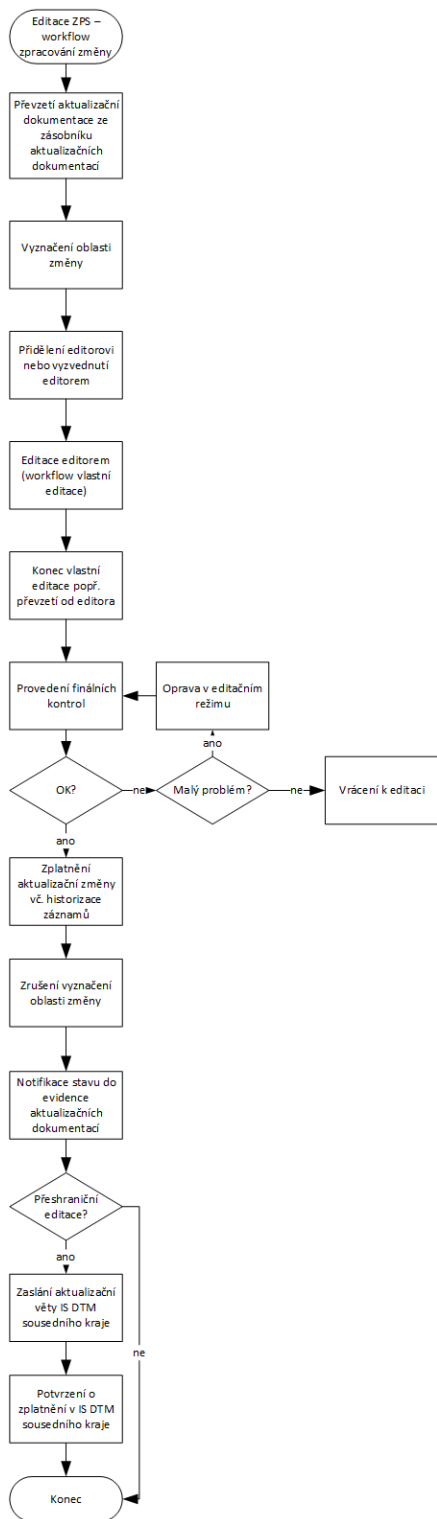 Editace ZPS –
workflow
zpracování změny
Převzetí aktualizační
dokumentace ze
zásobníku
aktualizačních
dokumentací
Vyznačení oblasti
změny
Přidělení editorovi
nebo vyzvednutí
editorem
Editace editorem
(workflow vlastní
editace)
Konec vlastní
editace popř.
převzetí od editora
Provedení finálních
kontrol
Oprava v editačním
režimu
ano
OK?
ne
Malý problém?
ne
Vrácení k editaci
ano
Zplatnění
aktualizační změny
vč. historizace
záznamů
Zrušení vyznačení
oblasti změny
Notifikace stavu do
evidence
aktualizačních
dokumentací
Přeshraniční
editace?
ano
Zaslání aktualizační
věty IS DTM
sousedního kraje
ne
Potvrzení o
zplatnění v IS DTM
sousedního kraje
Konec